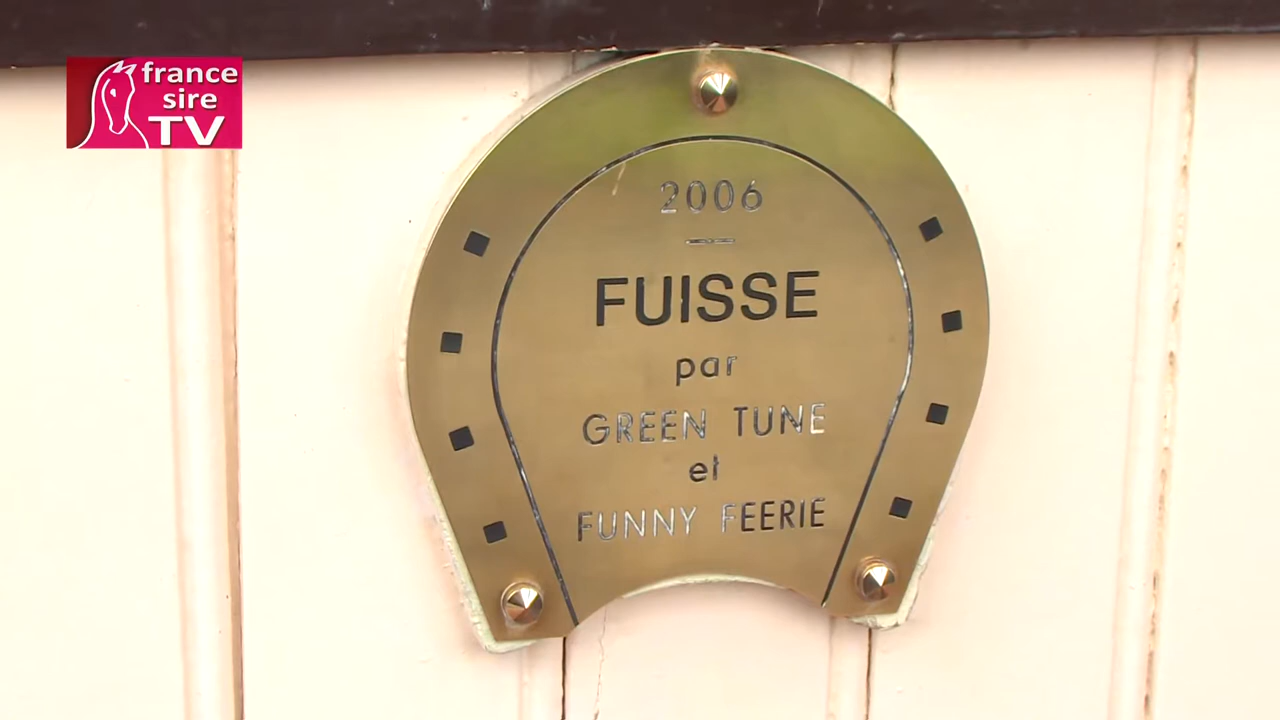 france
sire
TV
2006
FUISSE
par
GREEN TUNE
et
FUNNY FEERIE